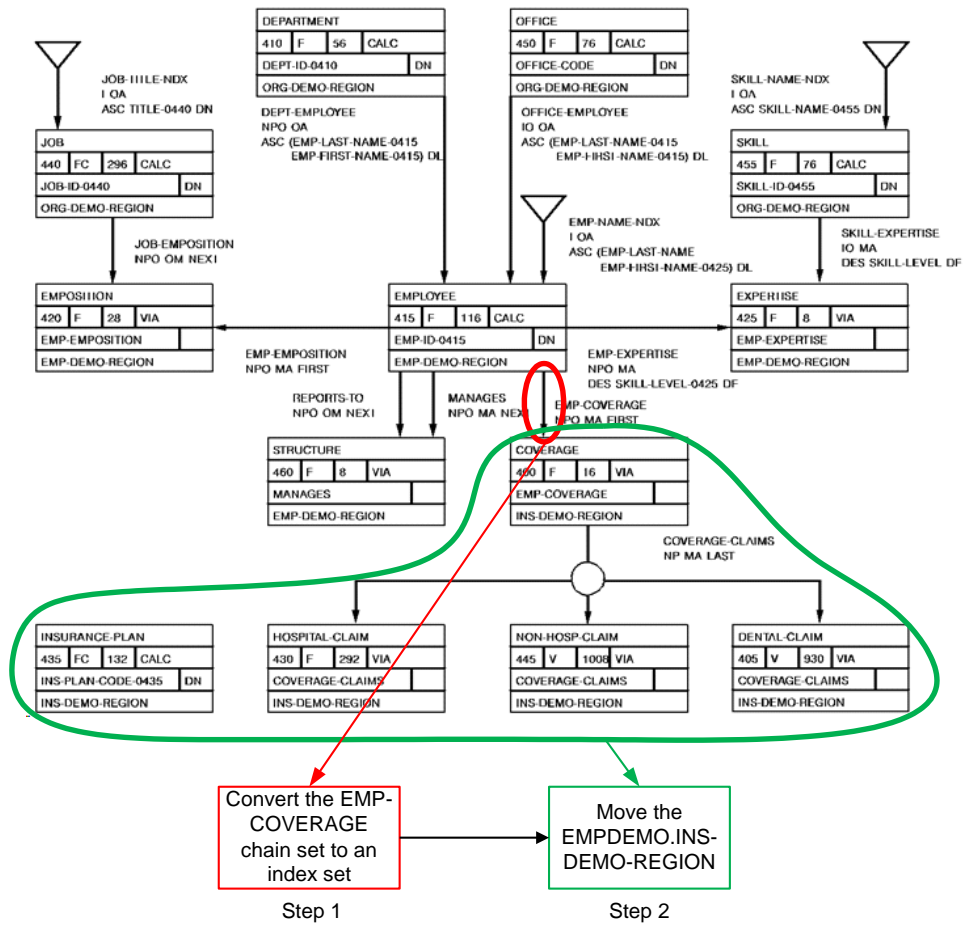 DEPARTMENT
410 F 56 CALC
DEPT-ID-0410 DN
ORG-DEMO-REGION
OFFICE
450 F 76 CALC
OFFICE-CODE DN
ORG-DEMO-REGION
JOB-TITLE-NDX
I OA
ASC TITLE-0440 DN
SKILL-NAME-NDX
I OA
ASC SKILL-NAME-0455 DN
DEPT-EMPLOYEE
NPO OA
ASC (EMP-LAST-NAME-0415
EMP-FIRST-NAME-0415) DL
OFFICE-EMPLOYEE
IO OA
ASC (EMP-LAST-NAME-0415
EMP-FIRST-NAME-0415) DL
JOB
440 FC 296 CALC
JOB-ID-0440 DN
ORG-DEMO-REGION
SKILL
455 F 76 CALC
SKILL-ID-0455 DN
ORG-DEMO-REGION
JOB-EMPOSITION
NPO OM NEXT
EMP-NAME-NDX
I OA
ASC (EMP-LAST-NAME
EMP-FIRST-NAME-0425) DL
SKILL-EXPERTISE
IO MA
DES SKILL-LEVEL DF
EMPOSITION
420 F 28 VIA
EMP-EMPOSITION
EMP-DEMO-REGION
EMPLOYEE
415 F 116 CALC
EMP-ID-0415 DN
EMP-DEMO-REGION
EXPERTISE
425 F 8 VIA
EMP-EXPERTISE
EMP-DEMO-REGION
EMP-EMPOSITION
NPO MA FIRST
EMP-EXPERTISE
NPO MA
DES SKILL-LEVEL-0425 DF
REPORTS-TO
NPO OM NEXT
MANAGES
NPO MA NEXT
EMP-COVERAGE
NPO MA FIRST
STRUCTURE
460 F 8 VIA
MANAGES
EMP-DEMO-REGION
COVERAGE
400 F 16 VIA
EMP-COVERAGE
INS-DEMO-REGION
COVERAGE-CLAIMS
NP MA LAST
INSURANCE-PLAN
435 FC 132 CALC
INS-PLAN-CODE-0435 DN
INS-DEMO-REGION
HOSPITAL-CLAIM
430 F 292 VIA
COVERAGE-CLAIMS
INS-DEMO-REGION
NON-HOSP-CLAIM
445 V 1008 VIA
COVERAGE-CLAIMS
INS-DEMO-REGION
DENTAL-CLAIM
405 V 930 VIA
COVERAGE-CLAIMS
INS-DEMO-REGION
Convert the EMP-
COVERAGE
chain set to an
index set
Move the
EMPDEMO.INS-
DEMO-REGION
Step 1
Step 2